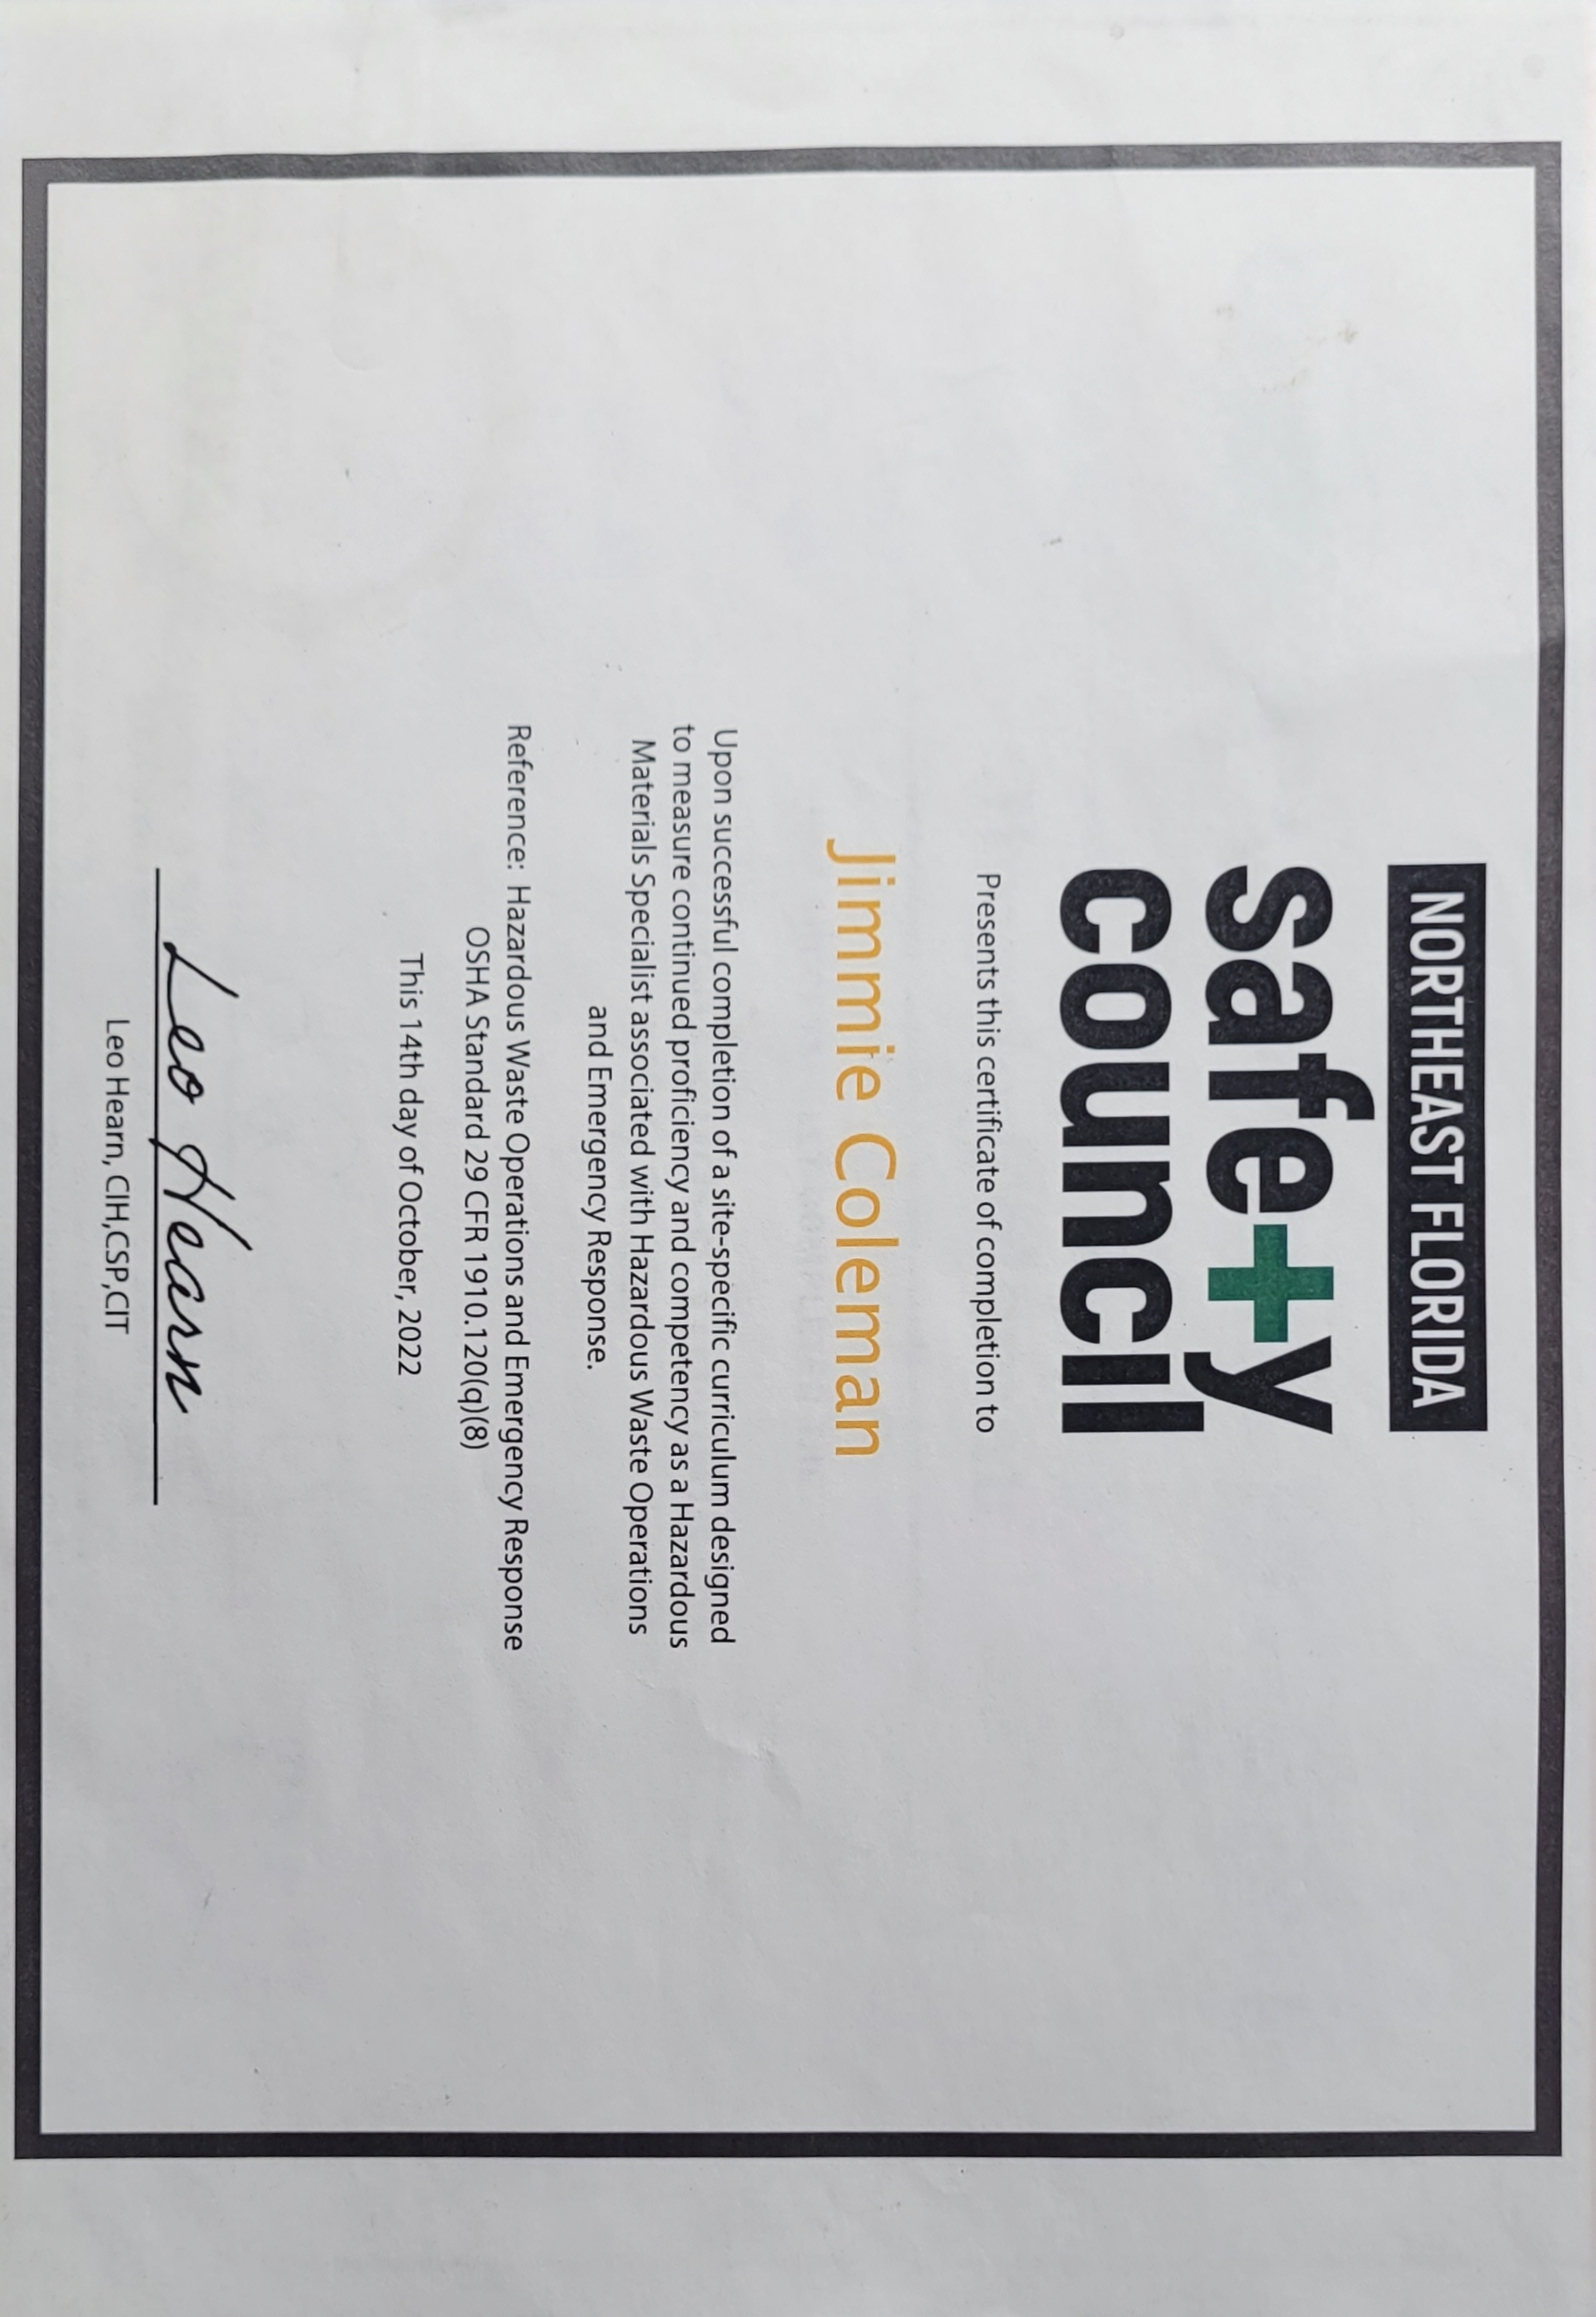 NORTHEAST FLORIDA
safe+y
council
Presents this certificate of completion to
Jimmie Coleman
Upon successful completion of a site-specific curriculum designed
to measure continued proficiency and competency as a Hazardous
Materials Specialist associated with Hazardous Waste Operations
and Emergency Response.
Reference: Hazardous Waste Operations and Emergency Response
OSHA Standard 29 CFR 1910.120(q)(8)
This 14th day of October, 2022
Leo Hearn
Leo Hearn, CIH,CSP,CIT